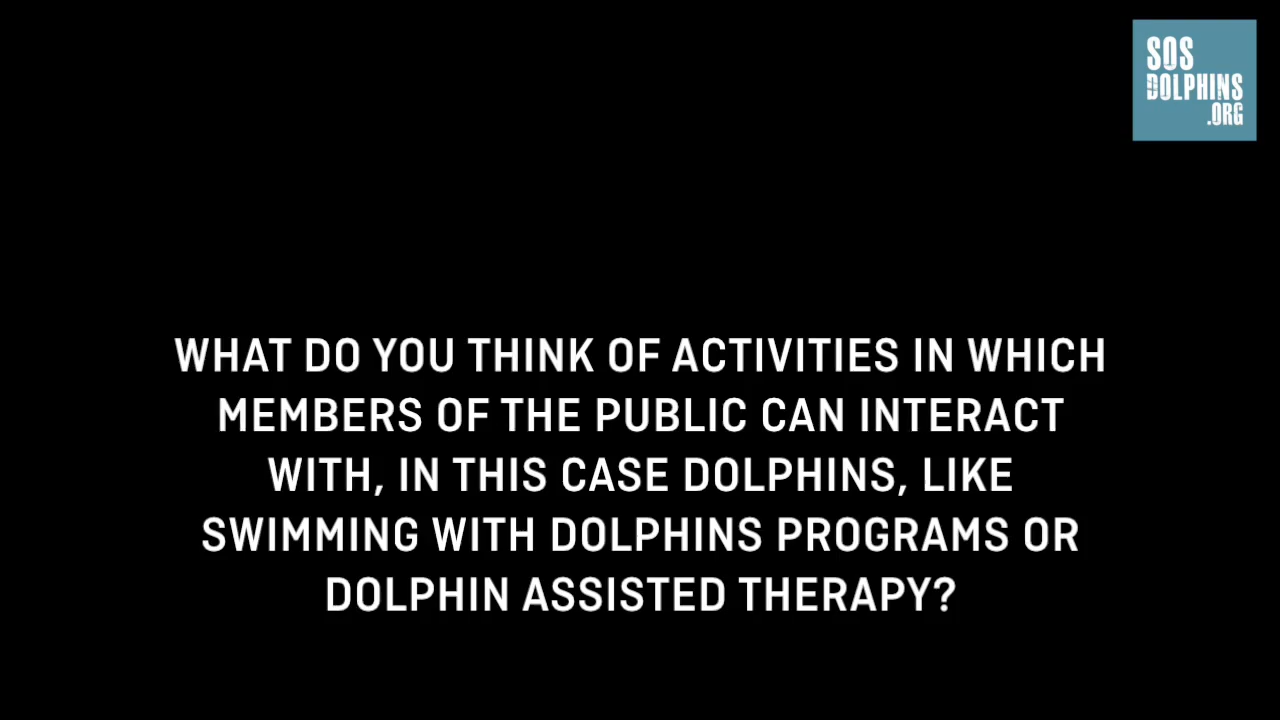 SOS
DOLPHINS
.ORG
WHAT DO YOU THINK OF ACTIVITIES IN WHICH
MEMBERS OF THE PUBLIC CAN INTERACT
WITH, IN THIS CASE DOLPHINS, LIKE
SWIMMING WITH DOLPHINS PROGRAMS OR
DOLPHIN ASSISTED THERAPY?